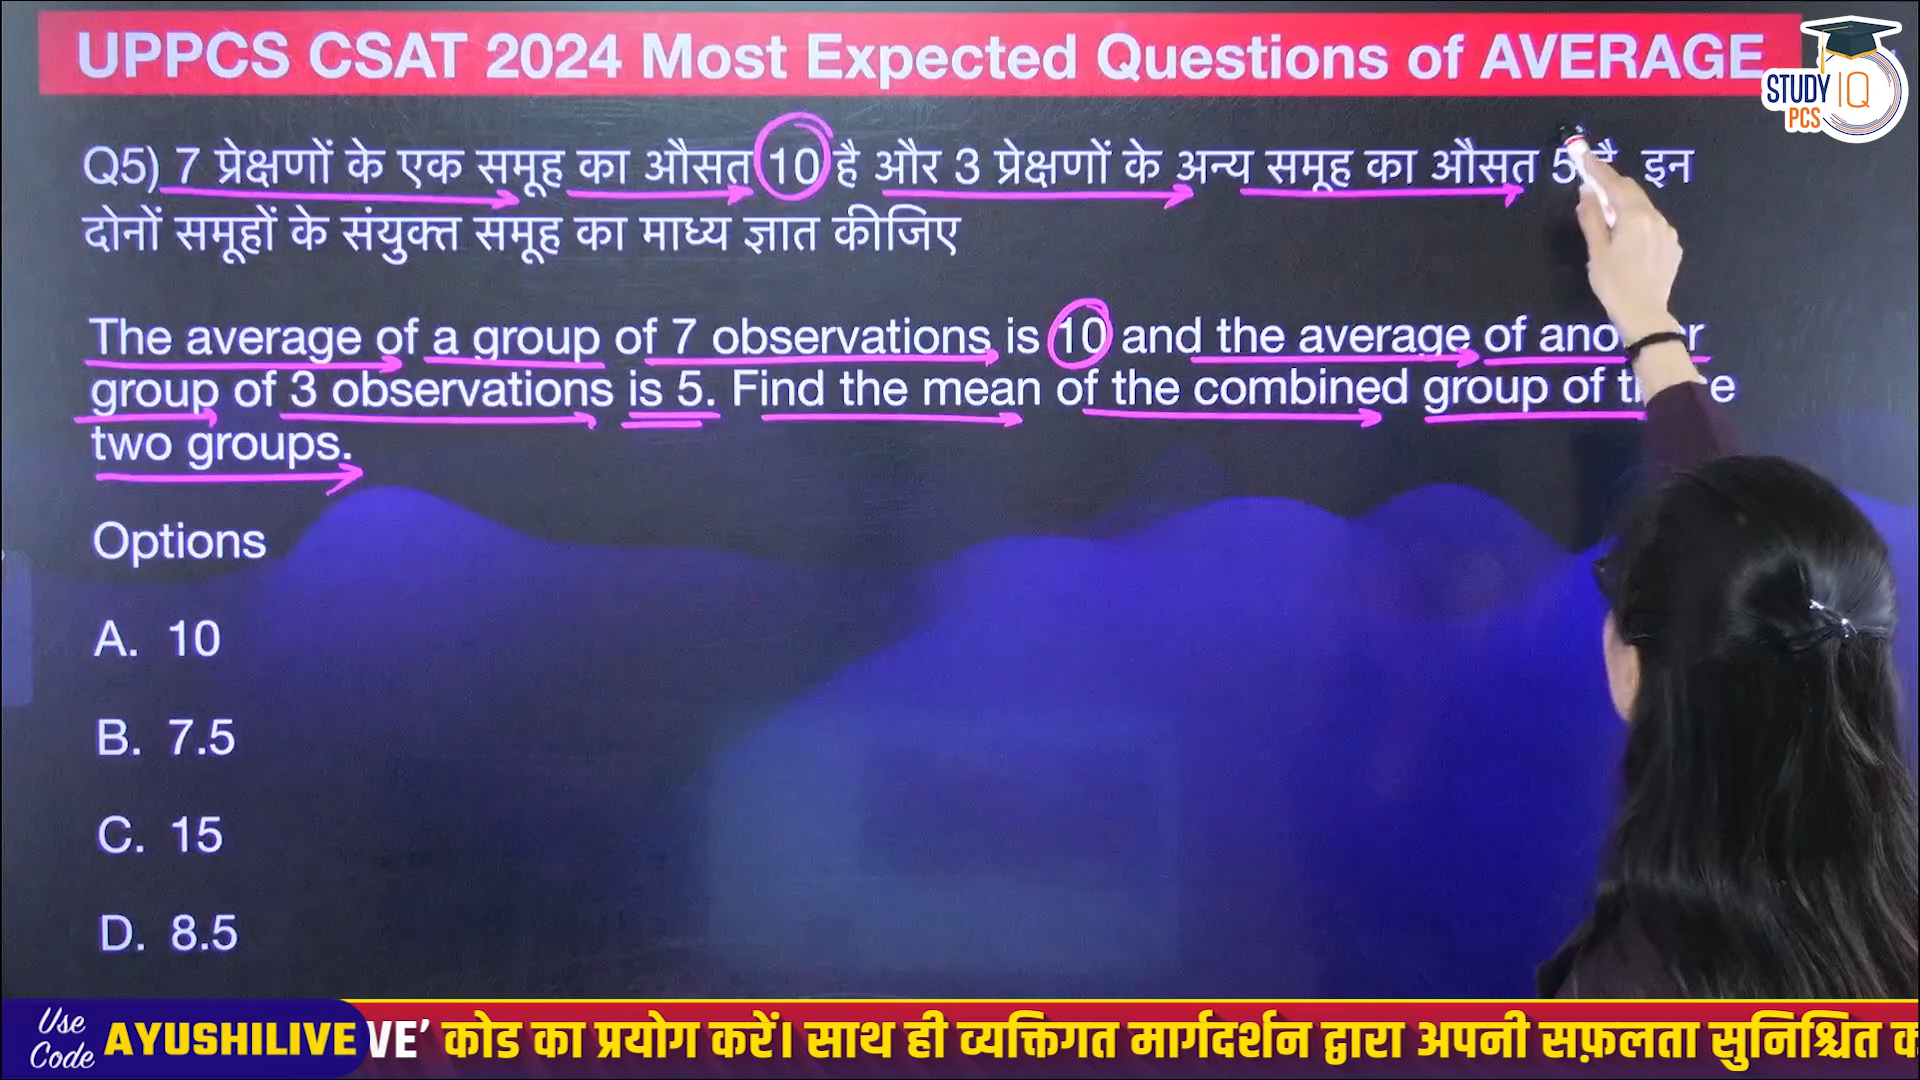 UPPCS CSAT 2024 Most Expected Questions of AVERAGE
STUDY IQ
PCS
Q5) 7 प्रेक्षणों के एक समूह का औसत 10 है और 3 प्रेक्षणों के अन्य समूह का औसत 5 है, इन
दोनों समूहों के संयुक्त समूह का माध्य ज्ञात कीजिए
The average of a group of 7 observations is 10 and the average of another
group of 3 observations is 5. Find the mean of the combined group of these
two groups.
Options
A. 10
B. 7.5
C. 15
D. 8.5
Use
Code
AYUSHILIVE
VE’ कोड का प्रयोग करें। साथ ही व्यक्तिगत मार्गदर्शन द्वारा अपनी सफ़लता सुनिश्चित